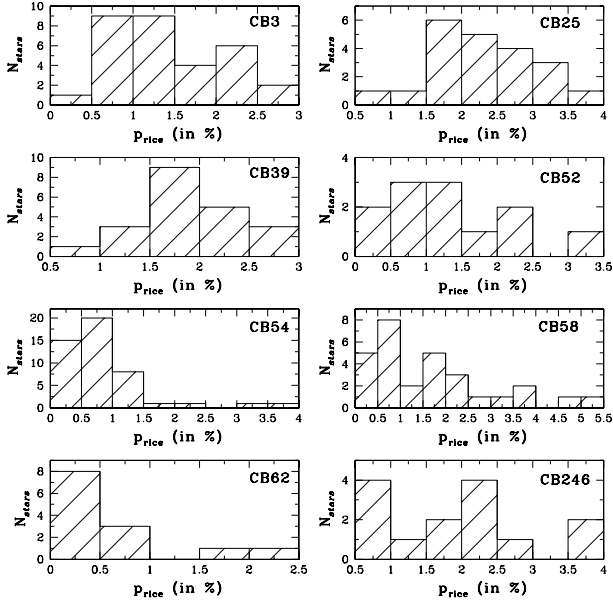 CB3
N_stars
10
8
6
4
2
0
0 0.5 1 1.5 2 2.5 3
p_rice (in %)
CB25
N_stars
6
4
2
0
0.5 1 1.5 2 2.5 3 3.5 4
p_rice (in %)
CB39
N_stars
10
8
6
4
2
0
0.5 1 1.5 2 2.5 3
p_rice (in %)
CB52
N_stars
4
2
0
0 0.5 1 1.5 2 2.5 3 3.5
p_rice (in %)
CB54
N_stars
20
15
10
5
0
0 0.5 1 1.5 2 2.5 3 3.5 4
p_rice (in %)
CB58
N_stars
8
6
4
2
0
0 0.5 1 1.5 2 2.5 3 3.5 4 4.5 5 5.5
p_rice (in %)
CB62
N_stars
8
6
4
2
0
0 0.5 1 1.5 2 2.5
p_rice (in %)
CB246
N_stars
4
2
0
0.5 1 1.5 2 2.5 3 3.5 4
p_rice (in %)